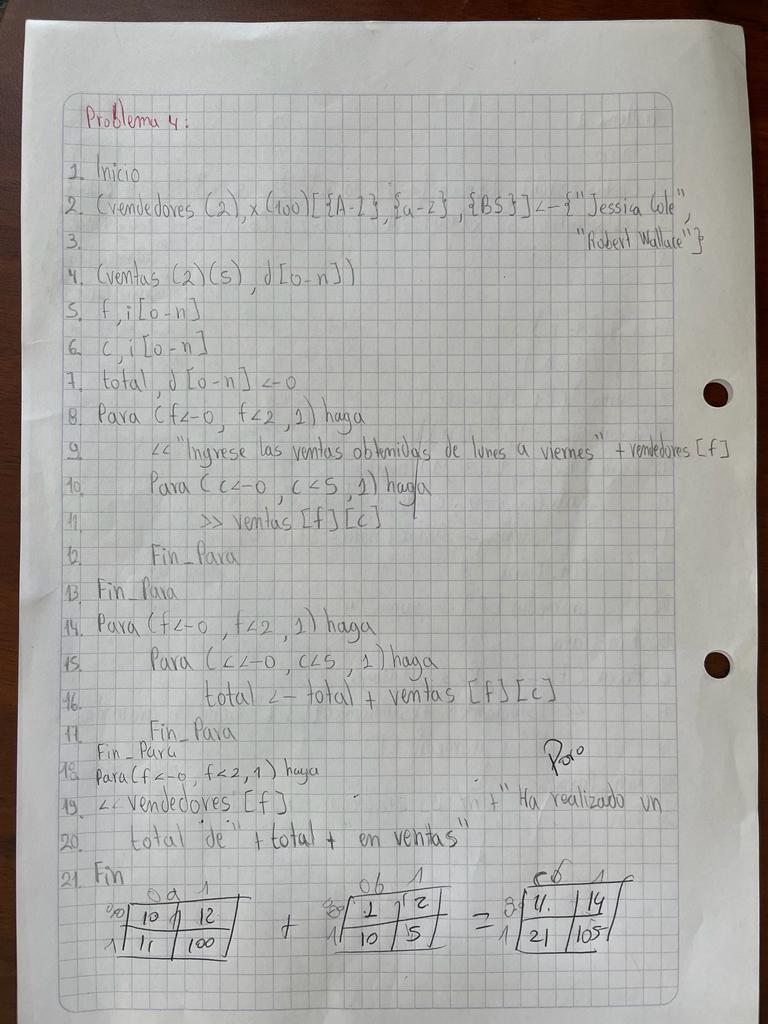 Problema 4:
1. Inicio
2. (vendedores (2), x (100) [{A-Z}, {a-z}, {BS}] <- {"Jessica Cole",
3. "Robert Wallace"}
4. (ventas (2)(5), d [0-n])
5. f, i [0-n]
6. c, i [0-n]
7. total, d [0-n] <- 0
8. Para (f<-0, f<2, 1) haga
9. << "Ingrese las ventas obtenidas de lunes a viernes" + vendedores [f]
10. Para (c<-0, c<5, 1) haga
11. >> ventas [f][c]
12. Fin_Para
13. Fin_Para
14. Para (f<-0, f<2, 1) haga
15. Para (c<-0, c<5, 1) haga
16. total <- total + ventas [f][c]
17. Fin_Para
Fin_Para
18. Para (f<-0, f<2, 1) haga
19. << vendedores [f] + "Ha realizado un
20. total de" + total + en ventas"
21. Fin
0 a 1
0 10 12
1 11 100
+
0 b 1
1 2
1 10 5
=
1
11. 14
1 21 105